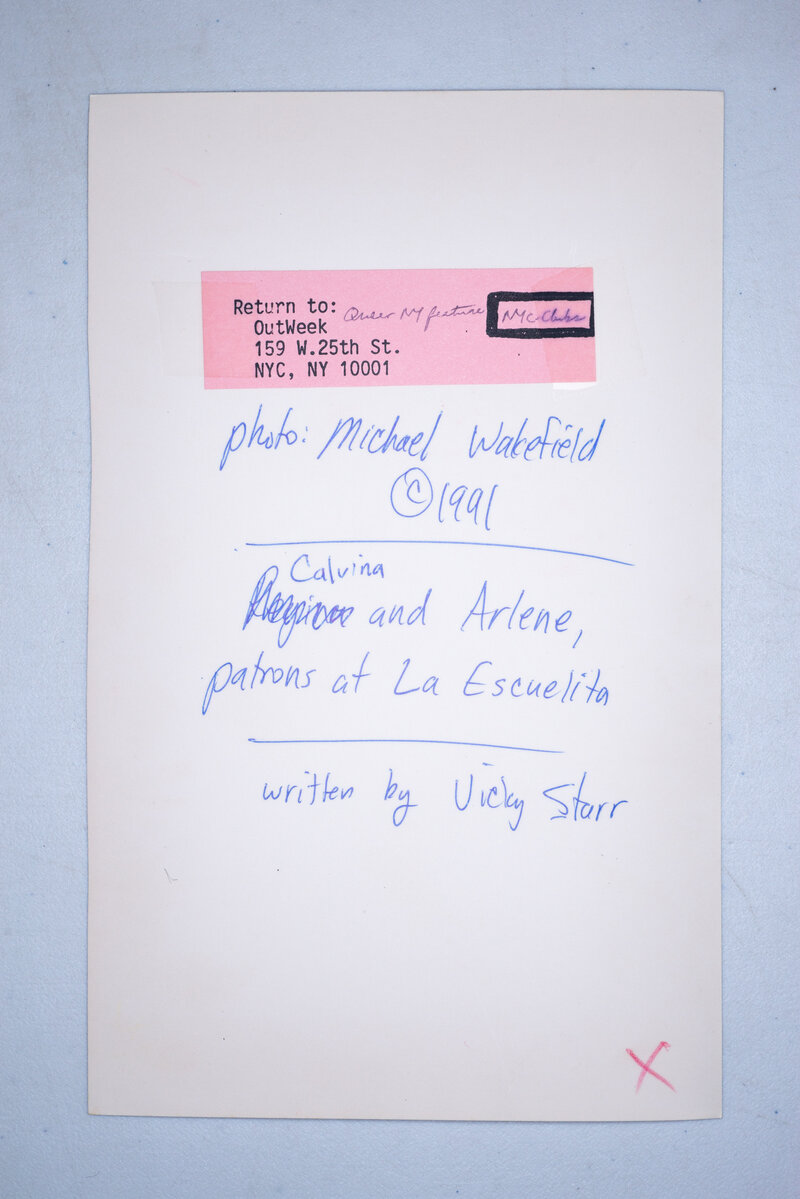 Return to: Queer NY feature NYC-Clubs
OutWeek
159 W.25th St.
NYC, NY 10001
photo: Michael Wakefield
©1991
Calvina
and Arlene,
patrons at La Escuelita
written by Vicky Starr
X